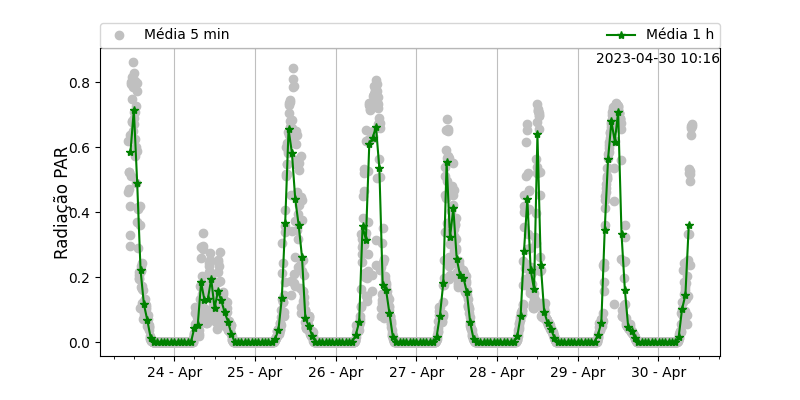 Média 5 min
Média 1 h
2023-04-30 10:16
Radiação PAR
0.8
0.6
0.4
0.2
0.0
24 - Apr
25 - Apr
26 - Apr
27 - Apr
28 - Apr
29 - Apr
30 - Apr